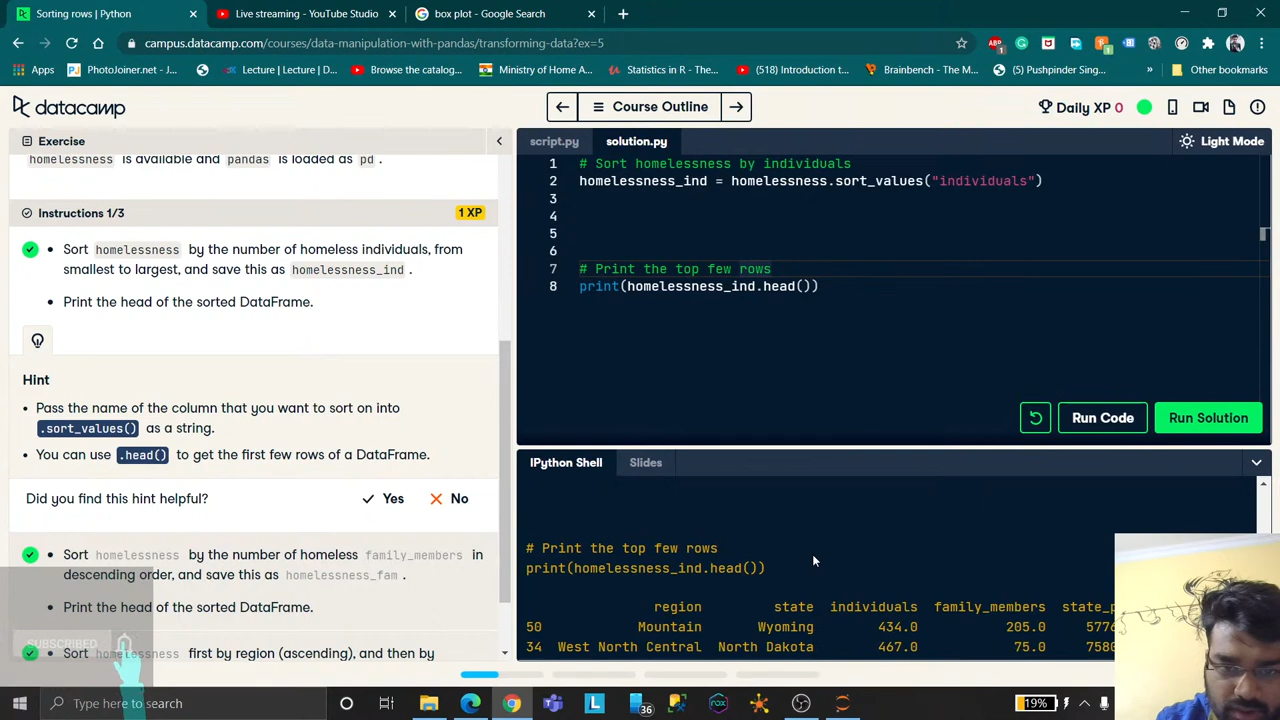 Sorting rows | Python
Live streaming - YouTube Studio
box plot - Google Search
campus.datacamp.com/courses/data-manipulation-with-pandas/transforming-data?ex=5
Apps
PhotoJoiner.net - J...
Lecture | Lecture | D...
Browse the catalog...
Ministry of Home A...
Statistics in R - The...
(518) Introduction t...
Brainbench - The M...
(5) Pushpinder Sing...
Other bookmarks
datacamp
Course Outline
Daily XP 0
Exercise
homelessness is available and pandas is loaded as pd .
Instructions 1/3
1 XP
Sort homelessness by the number of homeless individuals, from
smallest to largest, and save this as homelessness_ind .
Print the head of the sorted DataFrame.
Hint
Pass the name of the column that you want to sort on into
.sort_values() as a string.
You can use .head() to get the first few rows of a DataFrame.
Did you find this hint helpful?
Yes
No
Sort homelessness by the number of homeless family_members in
descending order, and save this as homelessness_fam .
Print the head of the sorted DataFrame.
SUBSCRIBED
Sort homelessness first by region (ascending), and then by
script.py
solution.py
Light Mode
1 # Sort homelessness by individuals
2 homelessness_ind = homelessness.sort_values("individuals")
3
4
5
6
7 # Print the top few rows
8 print(homelessness_ind.head())
Run Code
Run Solution
IPython Shell
Slides
# Print the top few rows
print(homelessness_ind.head())
region state individuals family_members state_p
50 Mountain Wyoming 434.0 205.0 5776
34 West North Central North Dakota 467.0 75.0 7580
Type here to search
36
19%